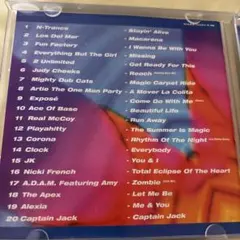 1 N-Trance - Stayin' Alive
2 Los Del Mar - Macarena
3 Fun Factory - I Wanna Be With You
4 Everything But The Girl - Missing
5 2 Unlimited - Get Ready For This
6 Judy Cheeks - Reach
7 Mighty Dub Cats - Magic Carpet Ride
8 Artie The One Man Party - A Mover La Colita
9 Exposé - Come Go With Me
10 Ace Of Base - Beautiful Life
11 Real McCoy - Run Away
12 Playahitty - The Summer Is Magic
13 Corona - Rhythm Of The Night
14 Clock - Everybody
15 JK - You & I
16 Nicki French - Total Eclipse Of The Heart
17 A.D.A.M. Featuring Amy - Zombie
18 The Apex - Let Me Be
19 Alexia - Me & You
20 Captain Jack - Captain Jack